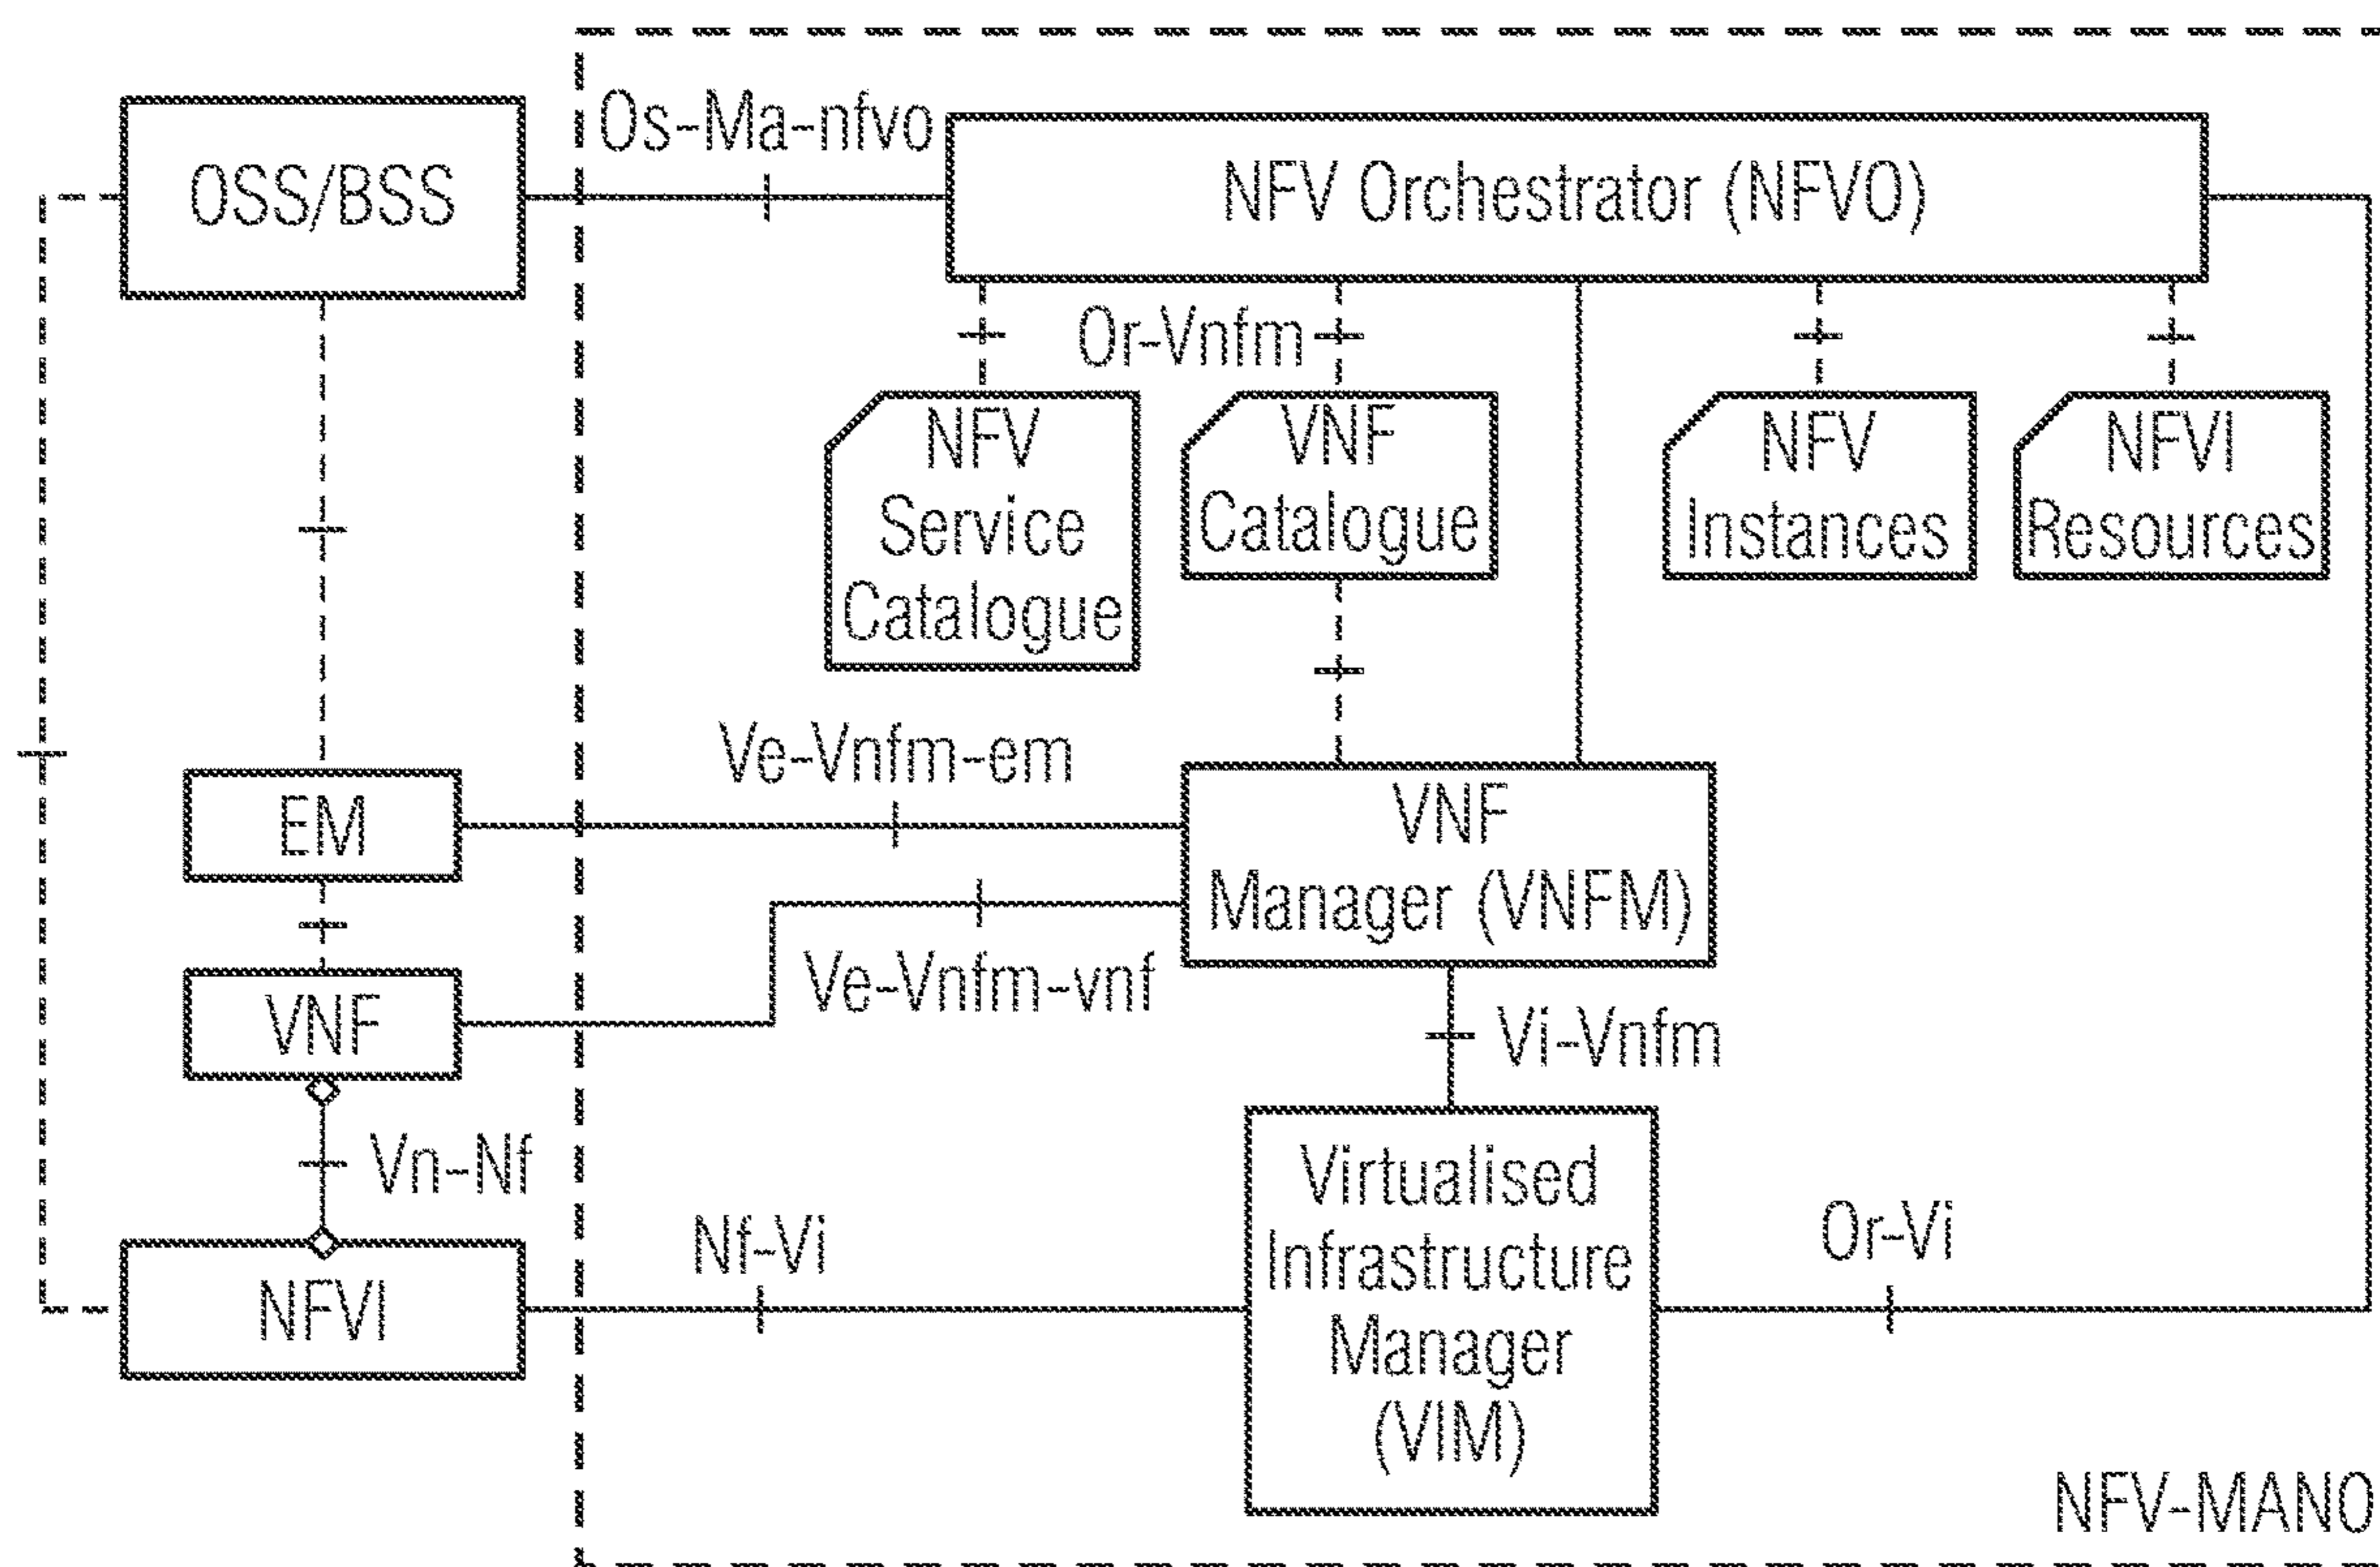 Os-Ma-nfvo
OSS/BSS
NFV Orchestrator (NFVO)
Or-Vnfm
NFV
Service
Catalogue
VNF
Catalogue
NFV
Instances
NFVI
Resources
Ve-Vnfm-em
EM
VNF
Manager (VNFM)
Ve-Vnfm-vnf
VNF
Vi-Vnfm
Vn-Nf
Virtualised
Infrastructure
Manager
(VIM)
Nf-Vi
Or-Vi
NFVI
NFV-MANO